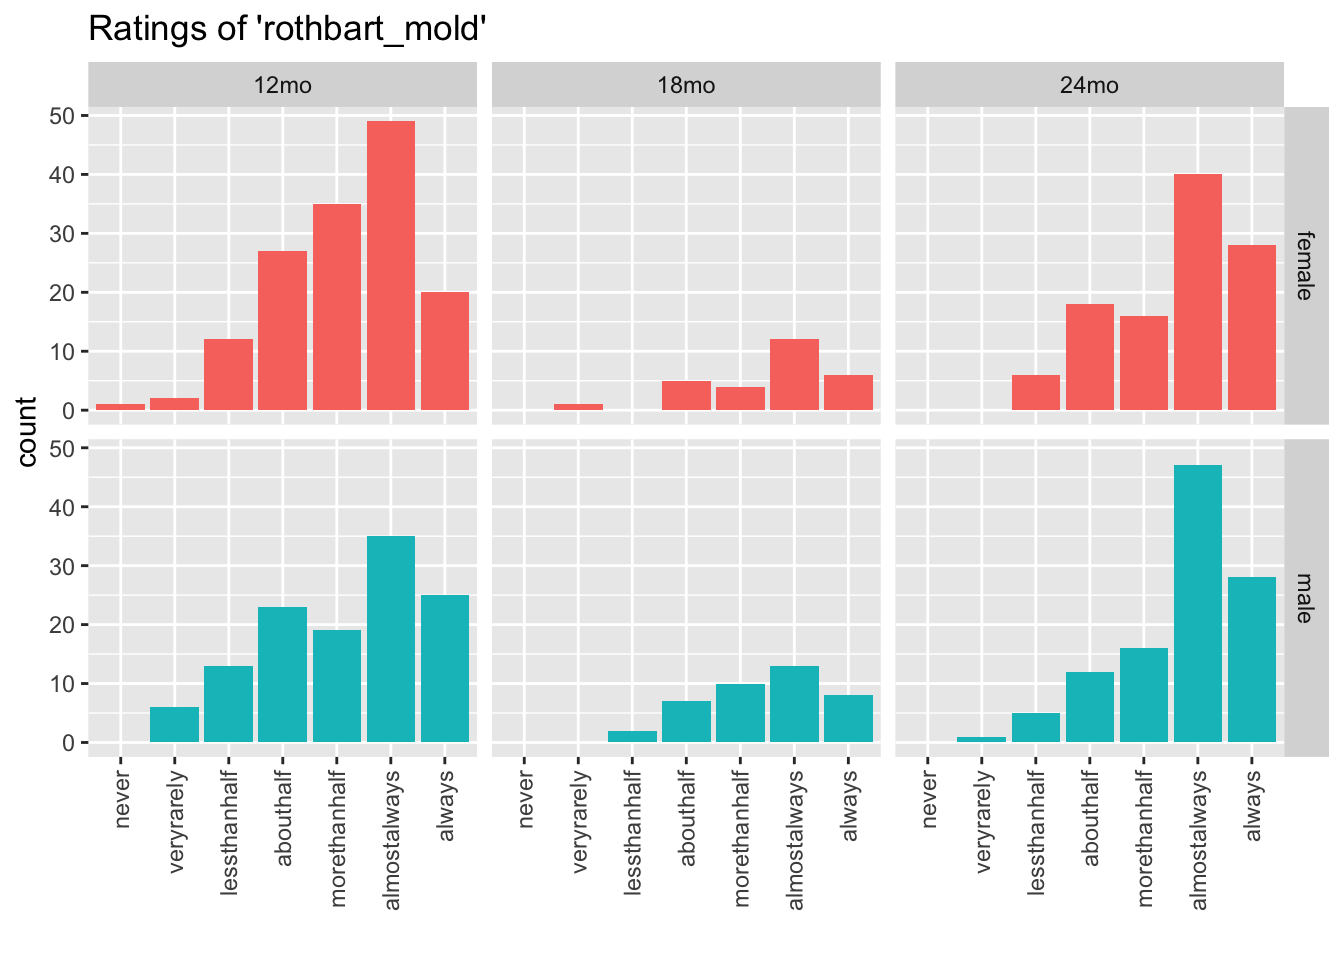 Ratings of 'rothbart_mold'
12mo 18mo 24mo
50
40
30
20
10
0
female
count
50
40
30
20
10
0
male
never veryrarely lessthanhalf abouthalf morethanhalf almostalways always never veryrarely lessthanhalf abouthalf morethanhalf almostalways always never veryrarely lessthanhalf abouthalf morethanhalf almostalways always